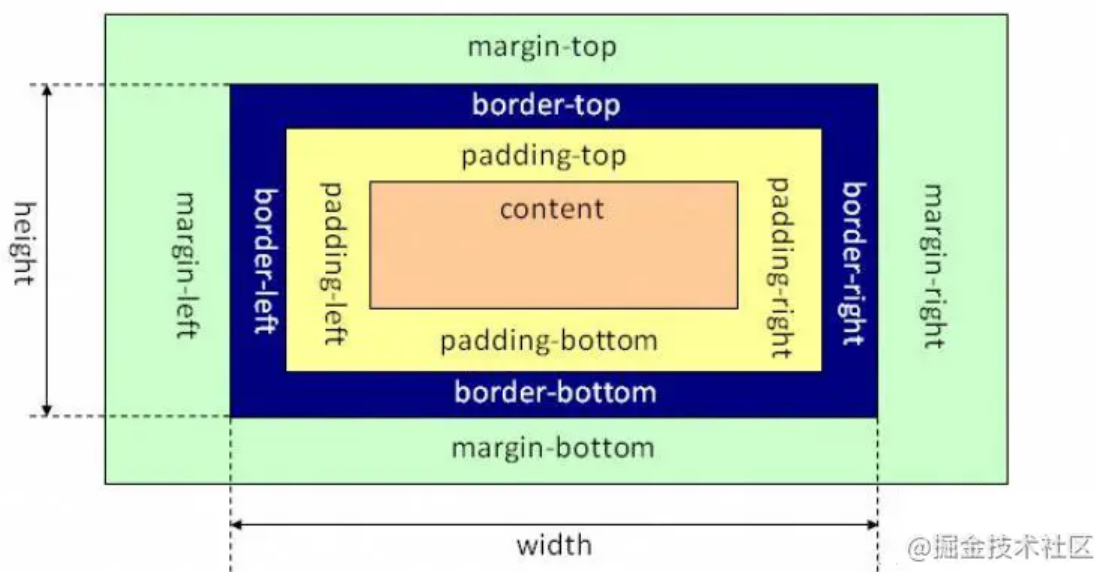 margin-top
border-top
padding-top
content
height
margin-left
border-left
padding-left
padding-right
border-right
margin-right
padding-bottom
border-bottom
margin-bottom
width
@掘金技术社区